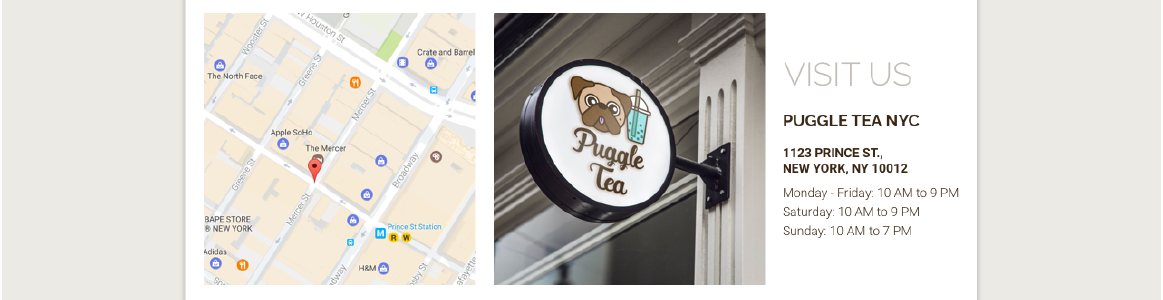 W HOUSTON ST
Wooster St
Crate and Barrel
Greene St
The North Face
Mercer St
Apple SoHo
The Mercer
Greene St
Broadway
Mercer St
BAPE STORE
® NEW YORK
Prince St Station
M R W
Adidas
H&M
Puggle
Tea
VISIT US
PUGGLE TEA NYC
1123 PRINCE ST.,
NEW YORK, NY 10012
Monday - Friday: 10 AM to 9 PM
Saturday: 10 AM to 9 PM
Sunday: 10 AM to 7 PM